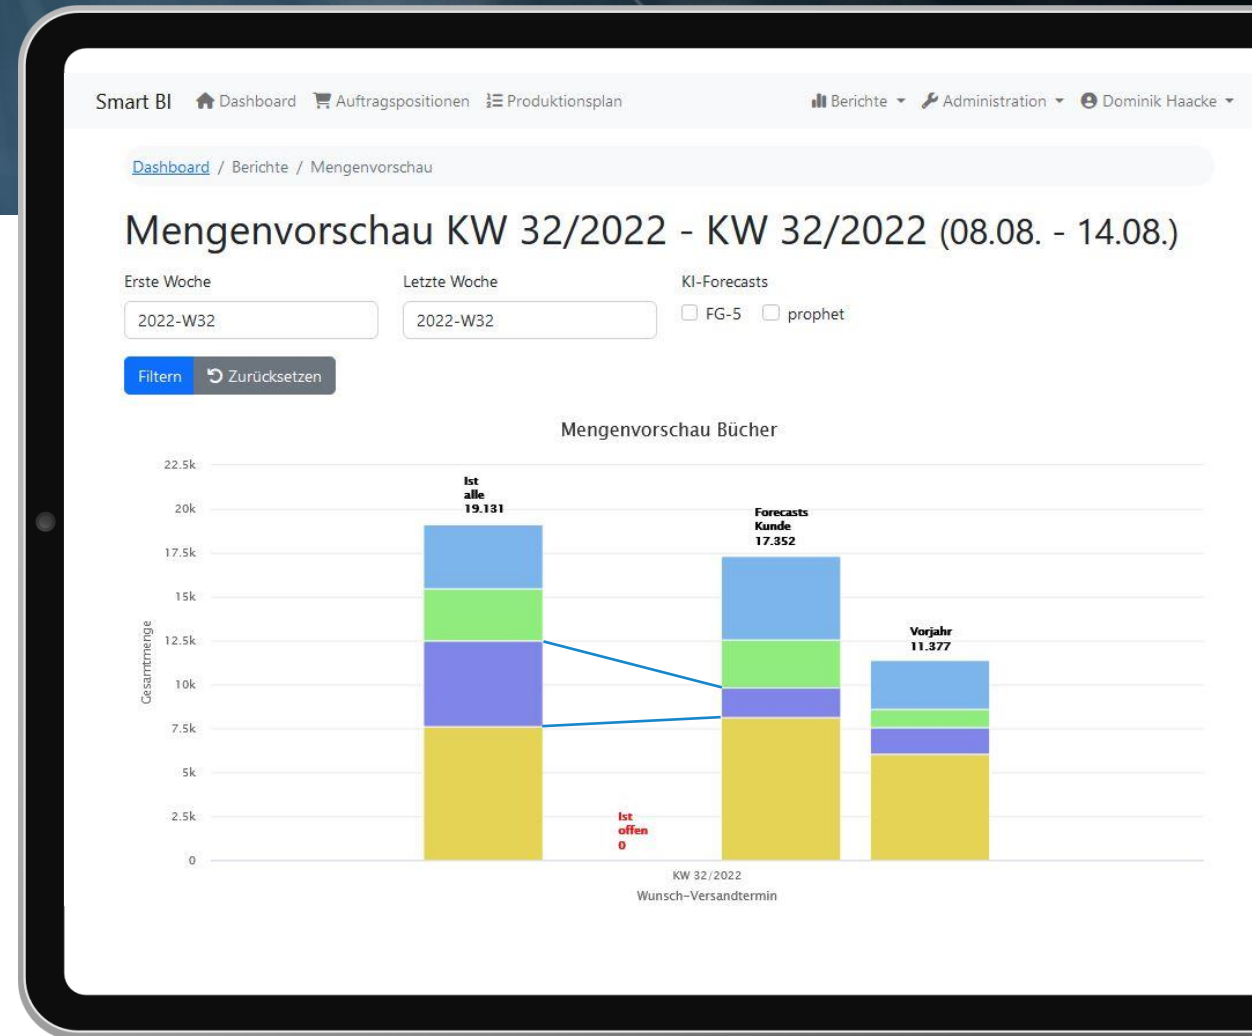 Smart BI Dashboard Auftragspositionen Produktionsplan Berichte Administration Dominik Haacke
Dashboard / Berichte / Mengenvorschau
Mengenvorschau KW 32/2022 - KW 32/2022 (08.08. - 14.08.)
Erste Woche Letzte Woche KI-Forecasts
2022-W32 2022-W32 FG-5 prophet
Filtern Zurücksetzen
Mengenvorschau Bücher
22.5k
20k
17.5k
15k
12.5k
10k
7.5k
5k
2.5k
0
Gesamtmenge
Ist
alle
19.131
Ist
offen
0
Forecasts
Kunde
17.352
Vorjahr
11.377
KW 32/2022
Wunsch-Versandtermin